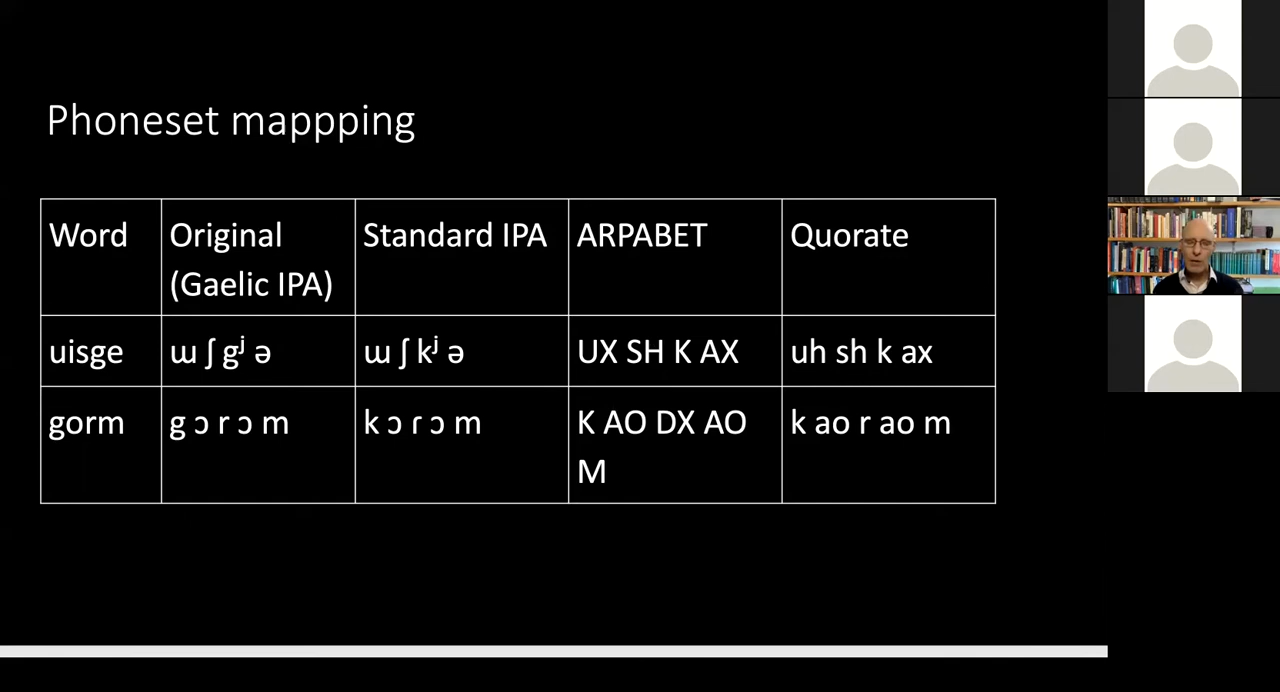 Phoneset mappping
Word Original Standard IPA ARPABET Quorate
(Gaelic IPA)
uisge ɯ ʃ gʲ ə ɯ ʃ kʲ ə UX SH K AX uh sh k ax
gorm g ɔ r ɔ m k ɔ ɾ ɔ m K AO DX AO k ao r ao m
M